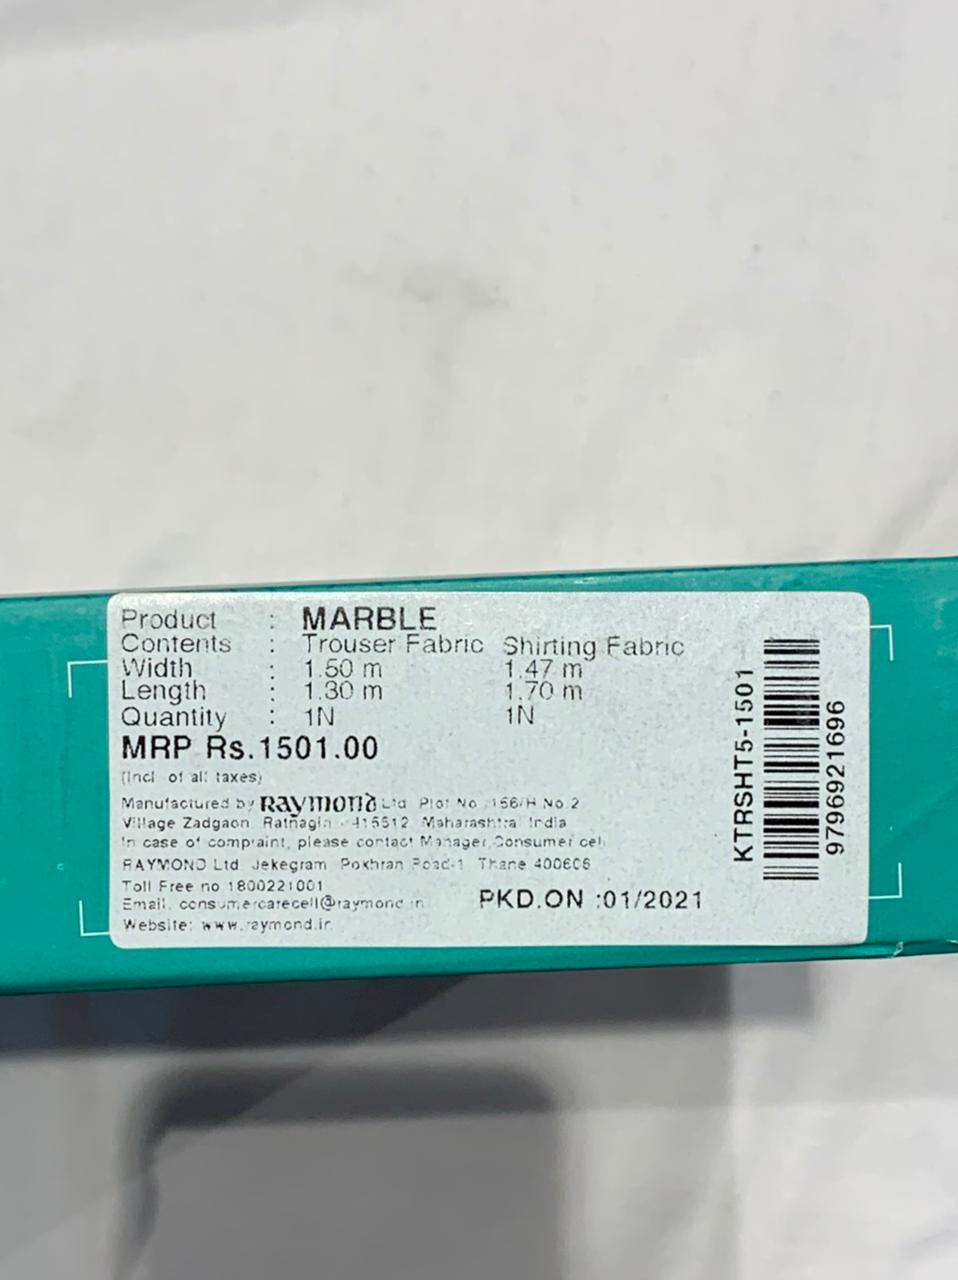 Product : MARBLE
Contents : Trouser Fabric Shirting Fabric
Width : 1.50 m 1.47 m
Length : 1.30 m 1.70 m
Quantity : 1N 1N
MRP Rs.1501.00
(Incl of all taxes)
Manufactured by Raymond Ltd Plot No 156/H No.2
Village Zadgaon Ratnagiri - 415612 Maharashtra India
In case of complaint, please contact Manager, Consumer cell
RAYMOND Ltd Jekegram Pokhran Road-1 Thane 400606
Toll Free no 1800221001
Email: consumercarecell@raymond.in
PKD.ON :01/2021
Website: www.raymond.in
KTRSHT5-1501
9796921696